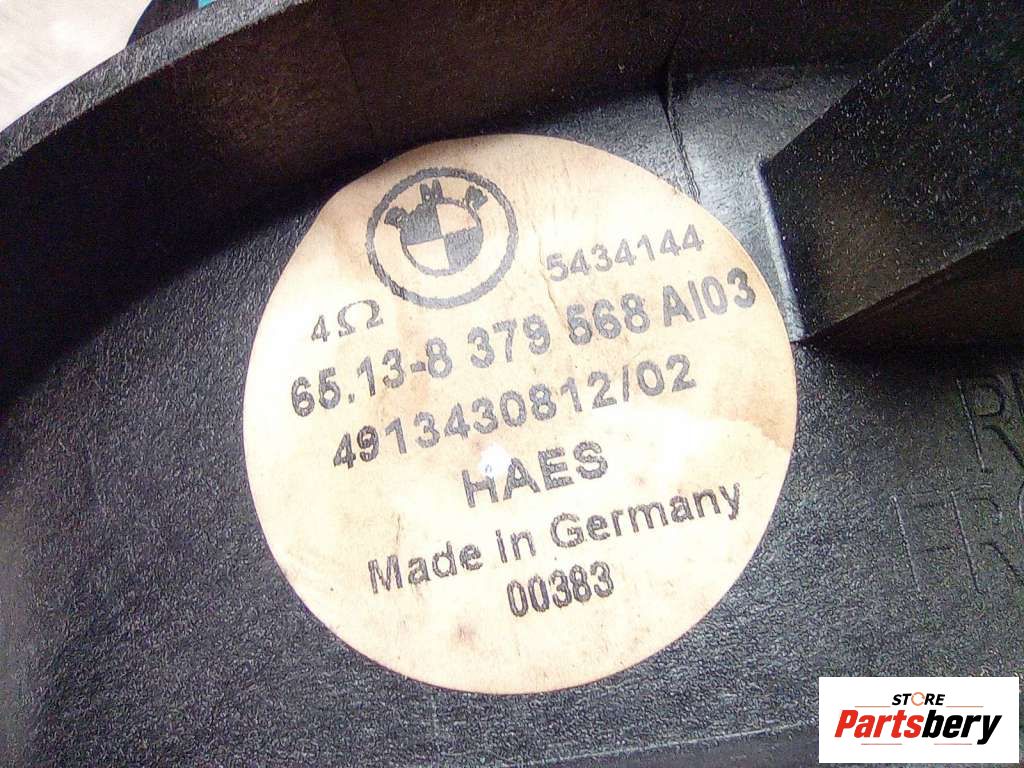 BMW
5434144
4Ω
65.13-8 379 568 AI03
4913430812/02
HAES
Made in Germany
00383
STORE
Partsbery